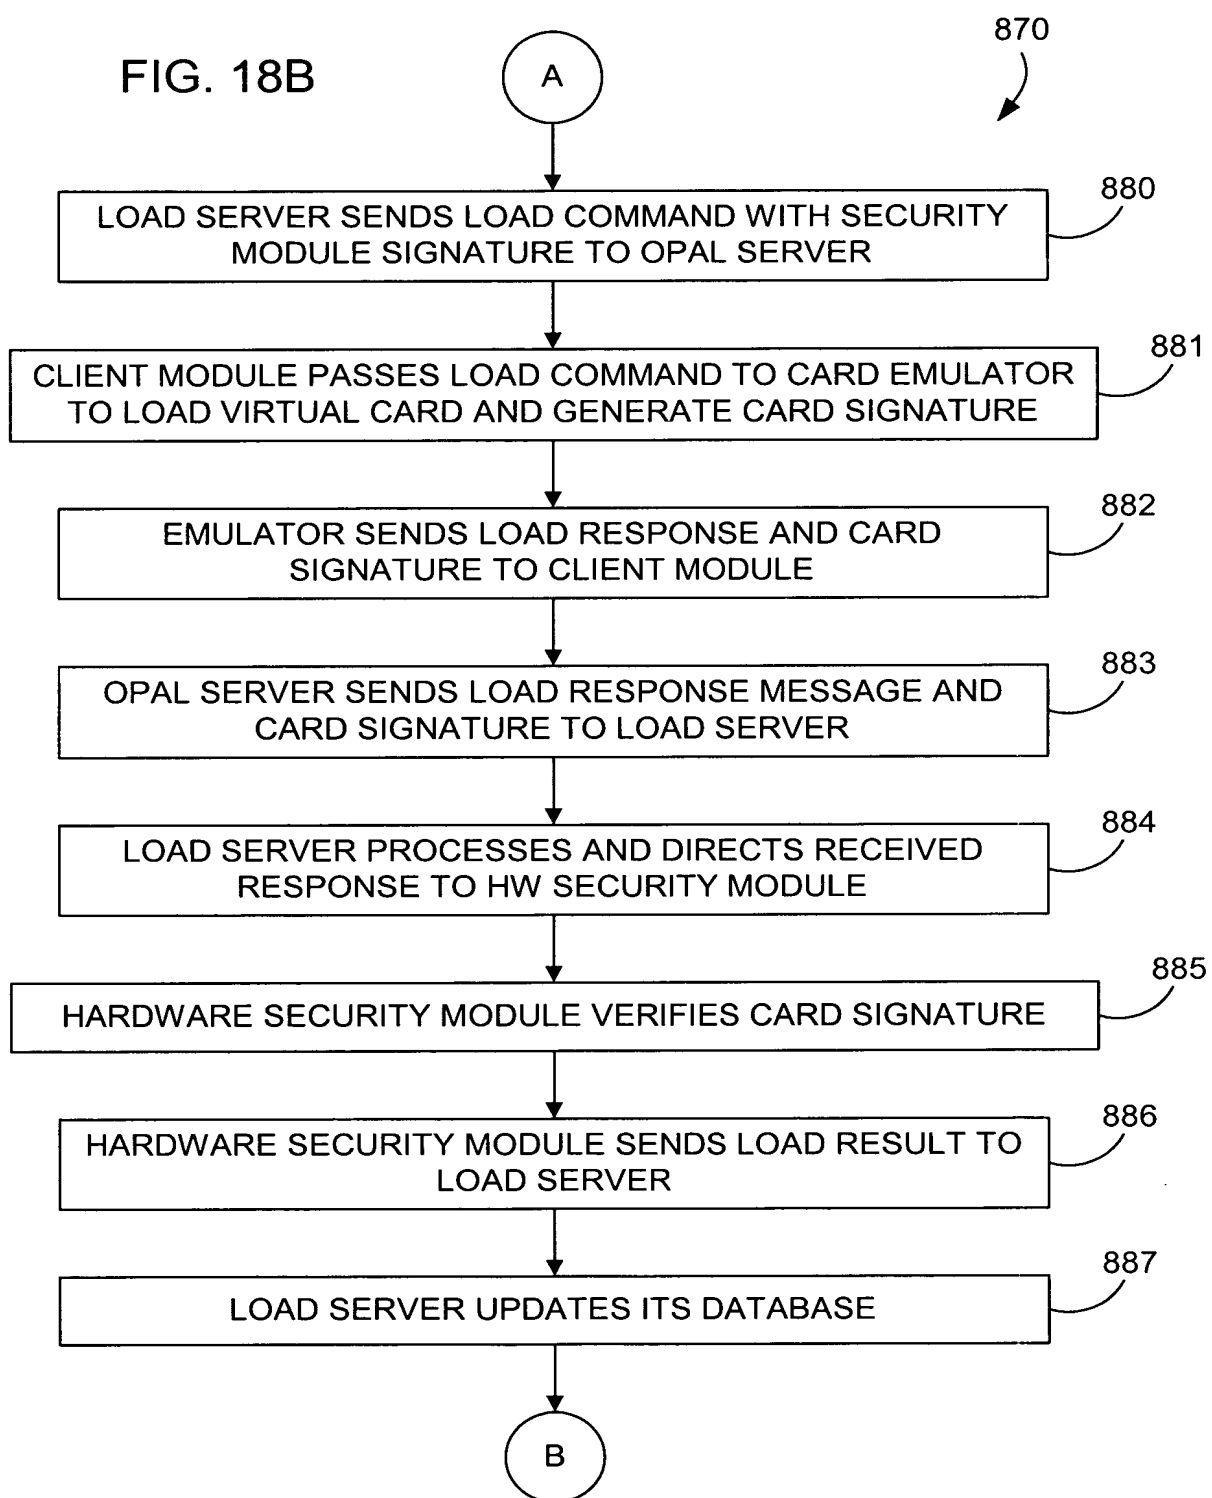 870
FIG. 18B
A
880
LOAD SERVER SENDS LOAD COMMAND WITH SECURITY
MODULE SIGNATURE TO OPAL SERVER
881
CLIENT MODULE PASSES LOAD COMMAND TO CARD EMULATOR
TO LOAD VIRTUAL CARD AND GENERATE CARD SIGNATURE
882
EMULATOR SENDS LOAD RESPONSE AND CARD
SIGNATURE TO CLIENT MODULE
883
OPAL SERVER SENDS LOAD RESPONSE MESSAGE AND
CARD SIGNATURE TO LOAD SERVER
884
LOAD SERVER PROCESSES AND DIRECTS RECEIVED
RESPONSE TO HW SECURITY MODULE
885
HARDWARE SECURITY MODULE VERIFIES CARD SIGNATURE
886
HARDWARE SECURITY MODULE SENDS LOAD RESULT TO
LOAD SERVER
887
LOAD SERVER UPDATES ITS DATABASE
B